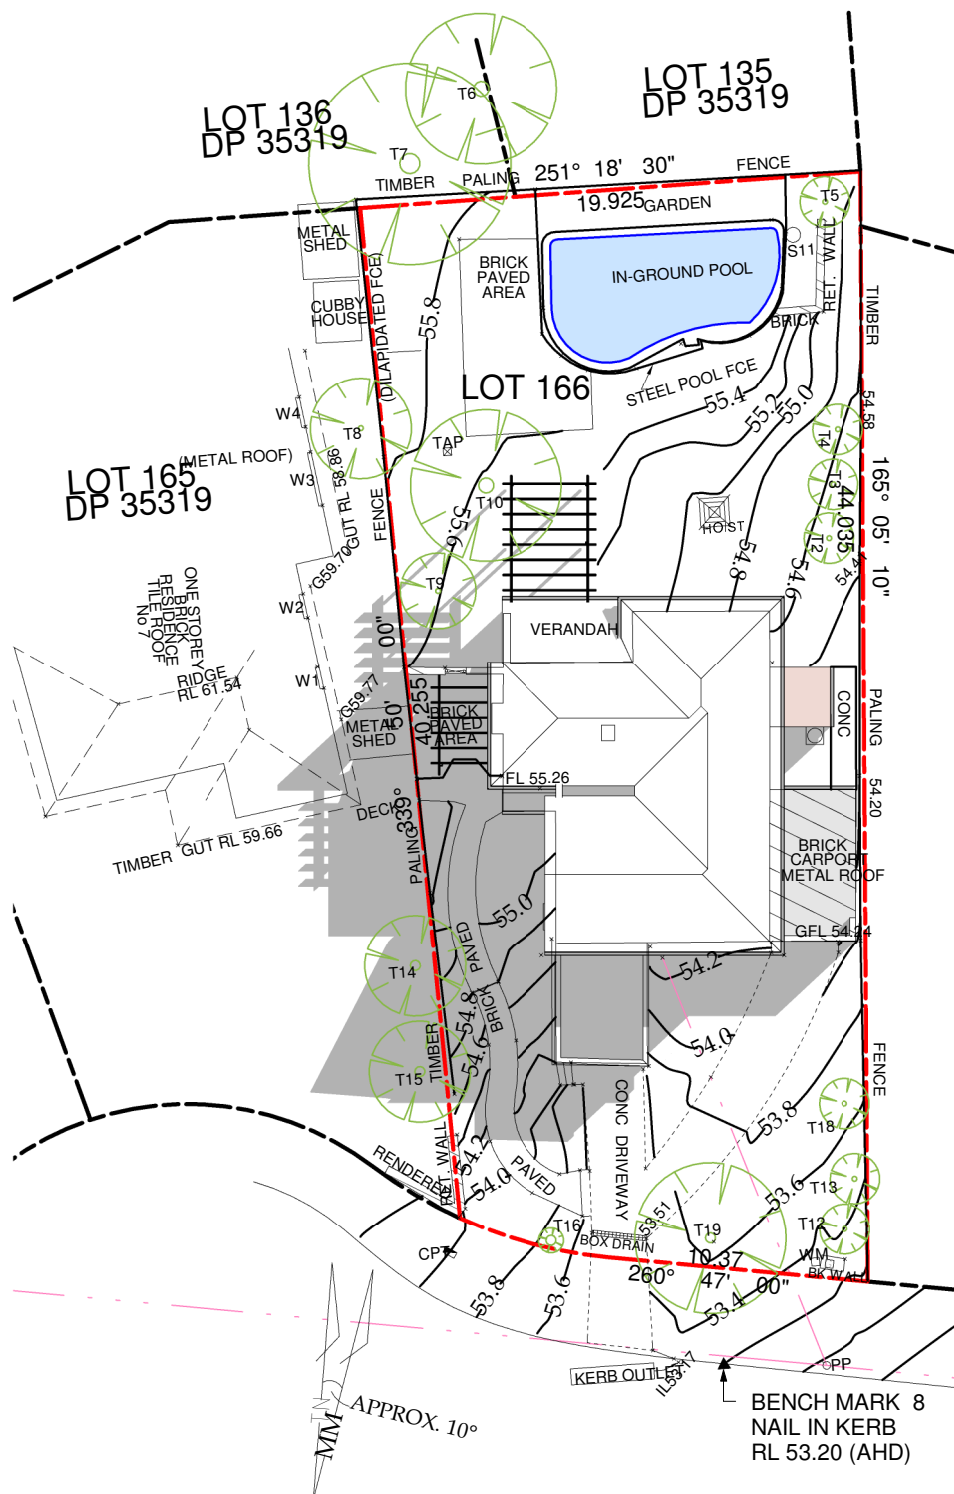 LOT 135
DP 35319
LOT 136
DP 35319
T6
T7
TIMBER
PALING
251° 18' 30"
FENCE
19.925
GARDEN
T5
METAL
SHED
BRICK
PAVED
AREA
IN-GROUND POOL
S11
RET. WALL
CUBBY
HOUSE
(DILAPIDATED FCE)
55.8
BRICK
TIMBER
STEEL POOL FCE
LOT 166
55.4
55.2
55.0
54.58
W4
T8
TAP
T4
LOT 165
DP 35319
(METAL ROOF)
W3
GUT RL 58.86
FENCE
T10
T3
165° 05' 10"
44.035
55.6
HOIST
T2
54.8
54.6
54.47
G59.70
T9
ONE STOREY
BRICK
RESIDENCE
TILE ROOF
No 7
W2
VERANDAH
RIDGE
RL 61.54
W1
G59.77
METAL
SHED
339° 50' 00"
40.255
BRICK
PAVED
AREA
CONC
PALING
FL 55.26
54.20
DECK
TIMBER
GUT RL 59.66
PALING
BRICK
CARPORT
METAL ROOF
55.0
GFL 54.24
BRICK PAVED
54.2
T14
54.8
54.6
54.0
TIMBER
T15
FENCE
CONC DRIVEWAY
53.8
T18
RET. WALL
RENDERED
54.2
54.0
PAVED
53.6
T13
T16
53.51
T19
T12
BOX DRAIN
CPT
10.37
WM
BK WALL
260° 47' 00"
53.8
53.6
53.4
KERB OUTLET
IL53.17
PP
BENCH MARK 8
NAIL IN KERB
RL 53.20 (AHD)
APPROX. 10°
MM